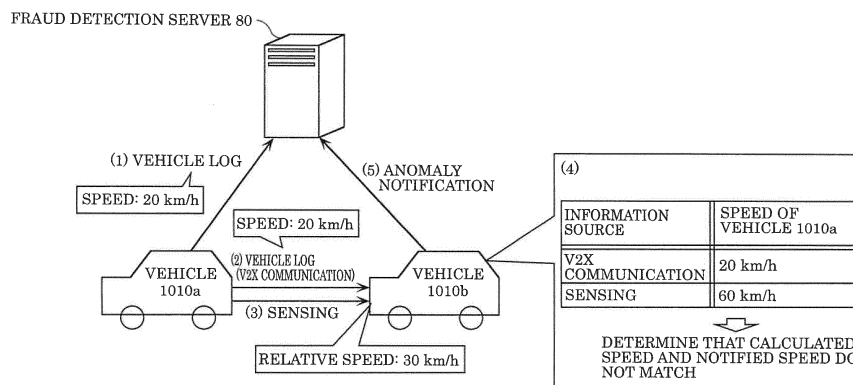 FRAUD DETECTION SERVER 80
(1) VEHICLE LOG
SPEED: 20 km/h
(5) ANOMALY
NOTIFICATION
SPEED: 20 km/h
(2) VEHICLE LOG
(V2X COMMUNICATION)
(3) SENSING
VEHICLE
1010a
VEHICLE
1010b
RELATIVE SPEED: 30 km/h
(4)
INFORMATION
SOURCE
SPEED OF
VEHICLE 1010a
V2X
COMMUNICATION
20 km/h
SENSING
60 km/h
DETERMINE THAT CALCULATED
SPEED AND NOTIFIED SPEED DO
NOT MATCH